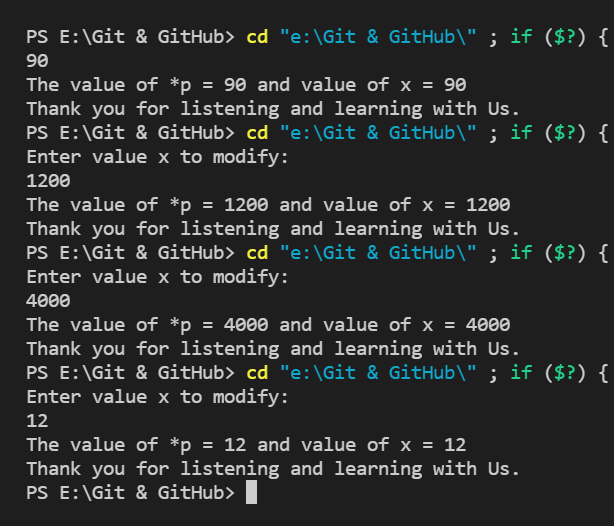 PS E:\Git & GitHub> cd "e:\Git & GitHub\" ; if ($?) {
90
The value of *p = 90 and value of x = 90
Thank you for listening and learning with Us.
PS E:\Git & GitHub> cd "e:\Git & GitHub\" ; if ($?) {
Enter value x to modify:
1200
The value of *p = 1200 and value of x = 1200
Thank you for listening and learning with Us.
PS E:\Git & GitHub> cd "e:\Git & GitHub\" ; if ($?) {
Enter value x to modify:
4000
The value of *p = 4000 and value of x = 4000
Thank you for listening and learning with Us.
PS E:\Git & GitHub> cd "e:\Git & GitHub\" ; if ($?) {
Enter value x to modify:
12
The value of *p = 12 and value of x = 12
Thank you for listening and learning with Us.
PS E:\Git & GitHub>